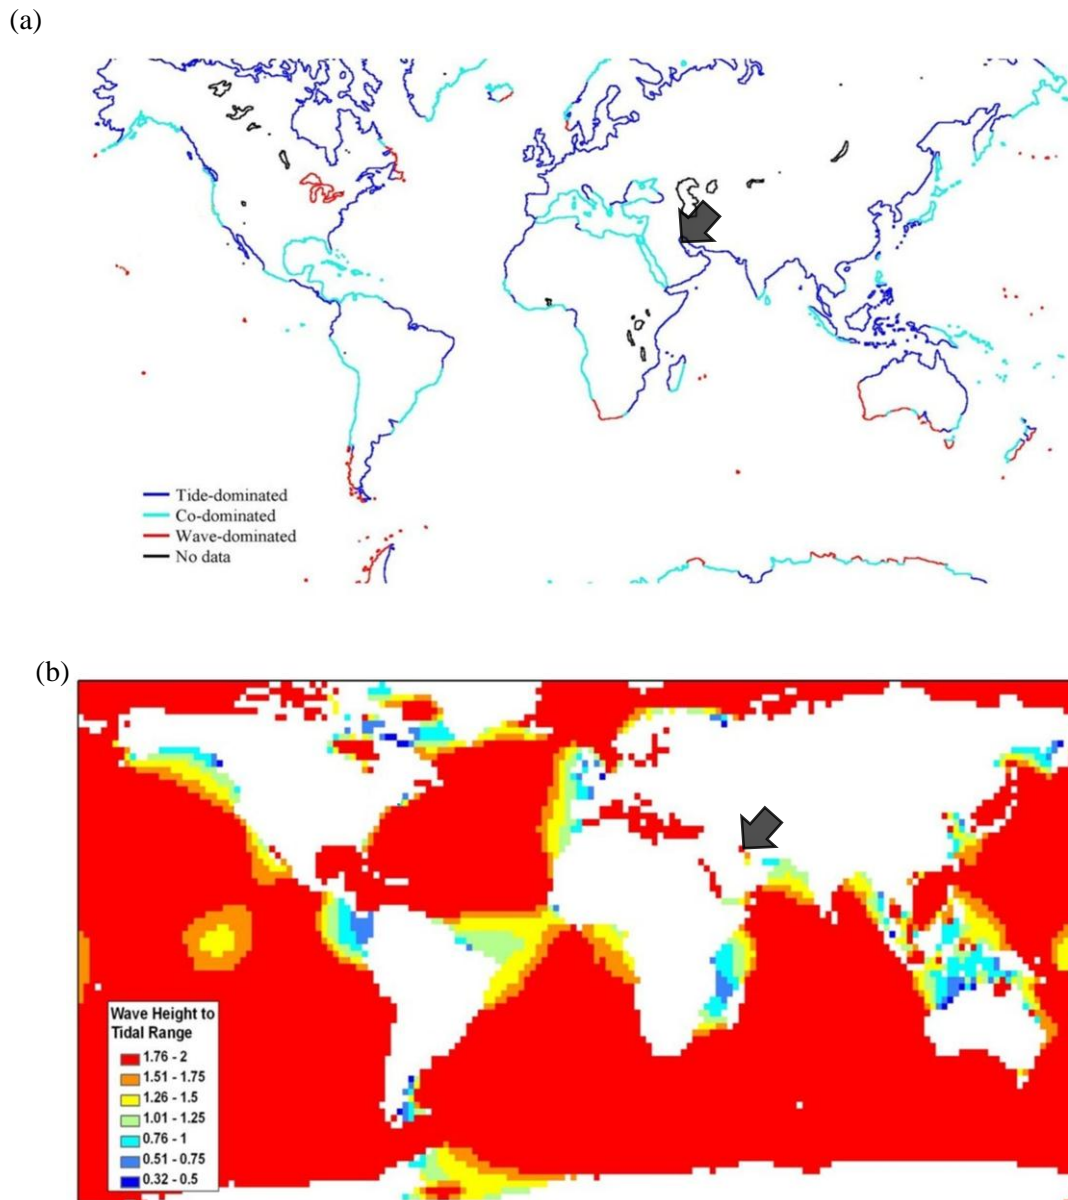 (a)
Tide-dominated
Co-dominated
Wave-dominated
No data
(b)
Wave Height to
Tidal Range
1.76 - 2
1.51 - 1.75
1.26 - 1.5
1.01 - 1.25
0.76 - 1
0.51 - 0.75
0.32 - 0.5